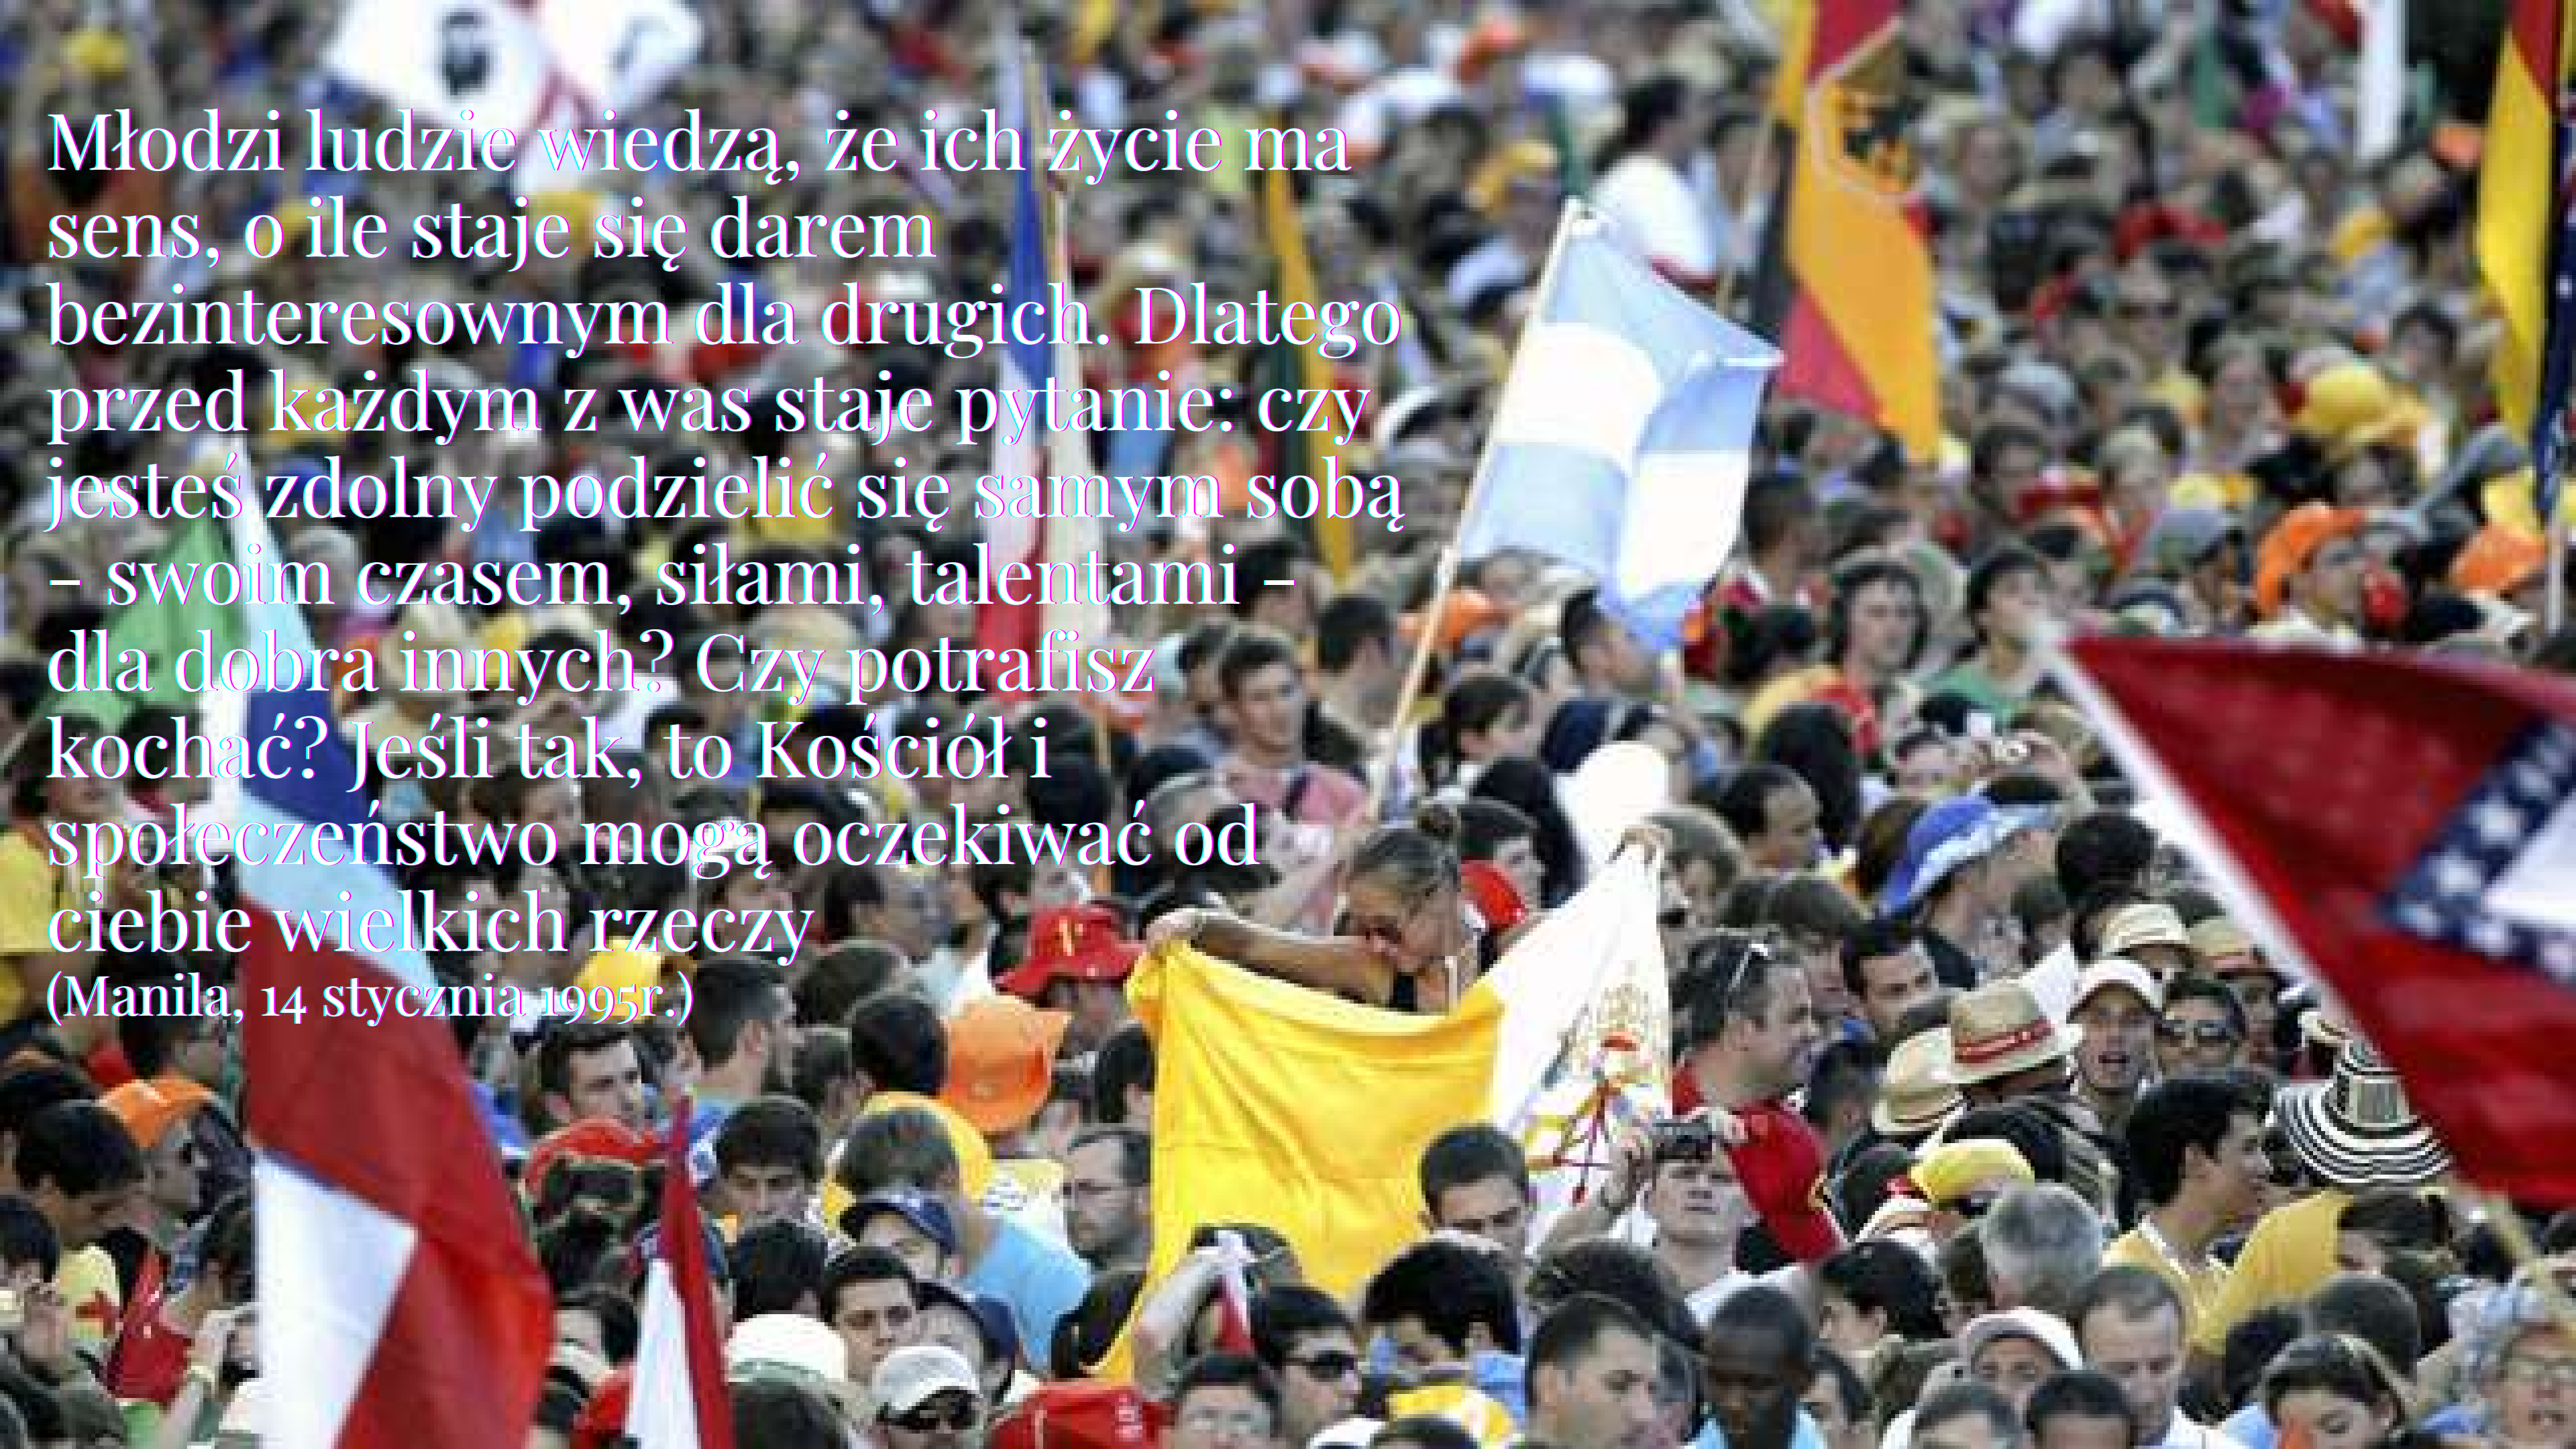 Młodzi ludzie wiedzą, że ich życie ma
sens, o ile staje się darem
bezinteresownym dla drugich. Dlatego
przed każdym z was staje pytanie: czy
jesteś zdolny podzielić się samym sobą
– swoim czasem, siłami, talentami –
dla dobra innych? Czy potrafisz
kochać? Jeśli tak, to Kościół i
społeczeństwo mogą oczekiwać od
ciebie wielkich rzeczy
(Manila, 14 stycznia 1995r.)